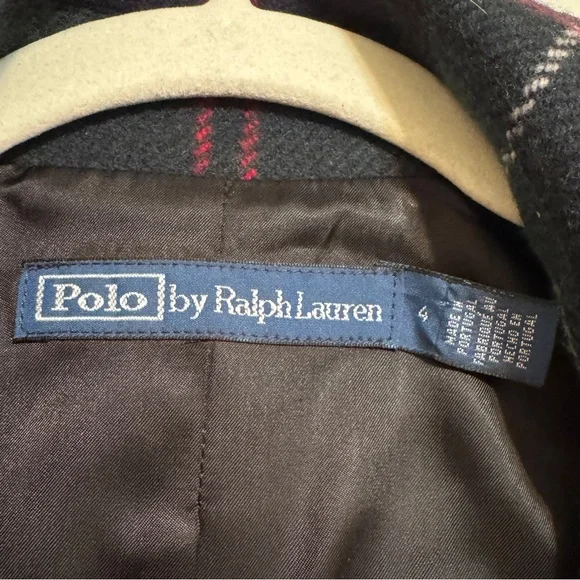 Polo by Ralph Lauren
4
MADE IN
PORTUGAL
FABRIQUÉ AU
PORTUGAL
HECHO EN
PORTUGAL